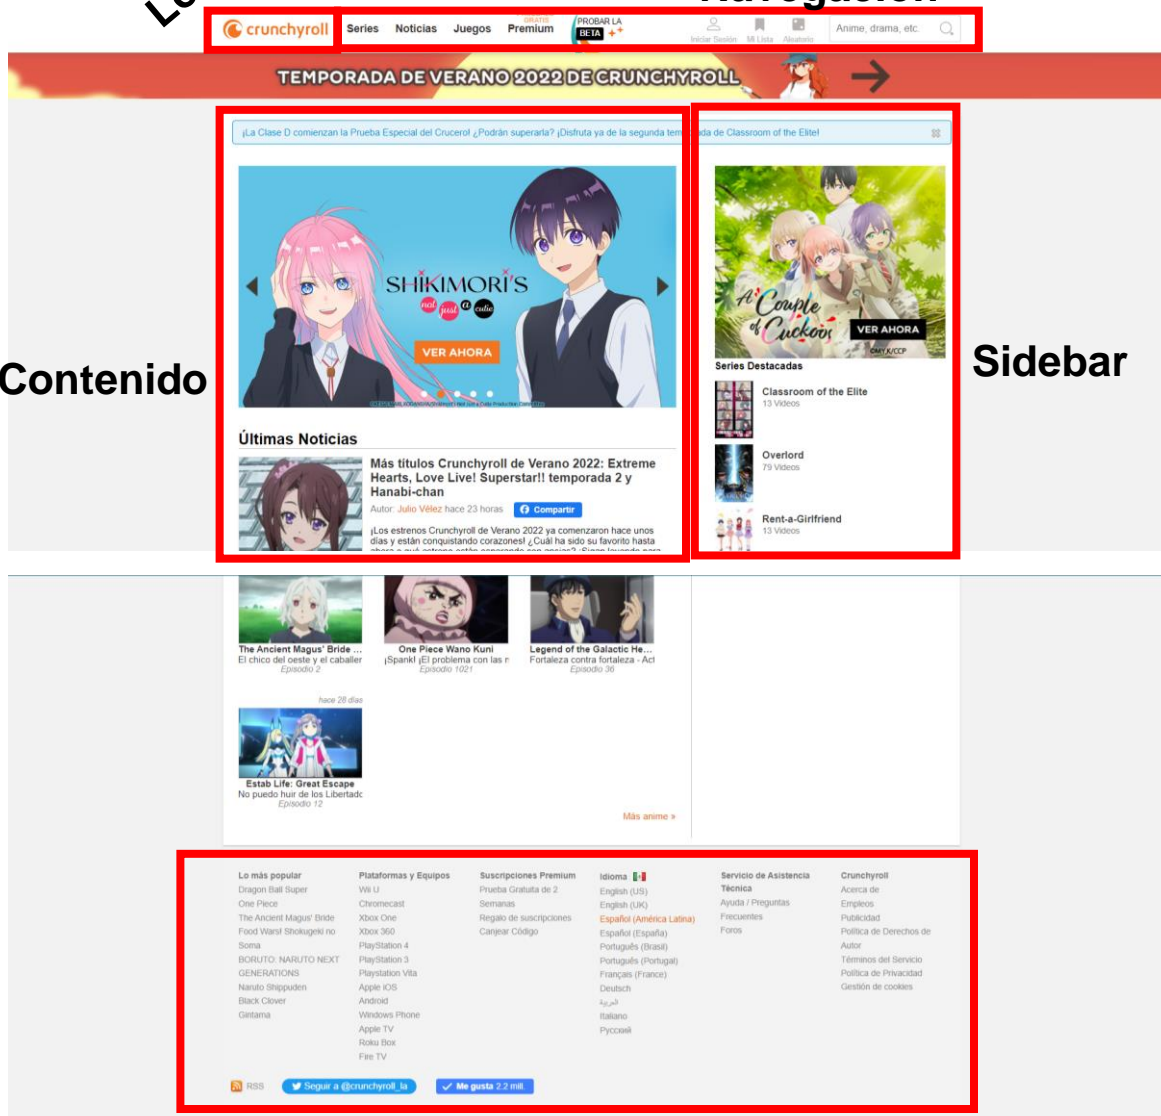 Navegación
crunchyroll
Series Noticias Juegos Premium
GRATIS
PROBAR LA
BETA
Iniciar Sesión Mi Lista Aleatorio
Anime, drama, etc.
TEMPORADA DE VERANO 2022 DE CRUNCHYROLL
¡La Clase D comienzan la Prueba Especial del Crucero! ¿Podrán superarla? ¡Disfruta ya de la segunda temporada de Classroom of the Elite!
SHIKIMORI'S
not just a cutie
VER AHORA
A Couple
of Cuckoos
VER AHORA
Contenido
Sidebar
Series Destacadas
Classroom of the Elite
13 Videos
Overlord
79 Videos
Rent-a-Girlfriend
13 Videos
Últimas Noticias
Más títulos Crunchyroll de Verano 2022: Extreme
Hearts, Love Live! Superstar!! temporada 2 y
Hanabi-chan
Autor: Julio Vélez hace 23 horas Compartir
¡Los estrenos Crunchyroll de Verano 2022 ya comenzaron hace unos
días y están conquistando corazones! ¿Cuál ha sido su favorito hasta
The Ancient Magus' Bride ...
El chico del oeste y el caballer
Episodio 2
One Piece Wano Kuni
¡Spank! ¡El problema con las r
Episodio 1021
Legend of the Galactic He...
Fortaleza contra fortaleza - Act
Episodio 36
hace 28 días
Estab Life: Great Escape
No puedo huir de los Libertado
Episodio 12
Más anime »
Lo más popular
Dragon Ball Super
One Piece
The Ancient Magus' Bride
Food Wars! Shokugeki no
Soma
BORUTO: NARUTO NEXT
GENERATIONS
Naruto Shippuden
Black Clover
Gintama
Plataformas y Equipos
Wii U
Chromecast
Xbox One
Xbox 360
PlayStation 4
PlayStation 3
Playstation Vita
Apple iOS
Android
Windows Phone
Apple TV
Roku Box
Fire TV
Suscripciones Premium
Prueba Gratuita de 2
Semanas
Regalo de suscripciones
Canjear Código
Idioma
English (US)
English (UK)
Español (América Latina)
Español (España)
Português (Brasil)
Português (Portugal)
Français (France)
Deutsch
العربية
Italiano
Русский
Servicio de Asistencia
Técnica
Ayuda / Preguntas
Frecuentes
Foros
Crunchyroll
Acerca de
Empleos
Publicidad
Política de Derechos de
Autor
Términos del Servicio
Política de Privacidad
Gestión de cookies
RSS
Seguir a @crunchyroll_la
Me gusta 2.2 mill.